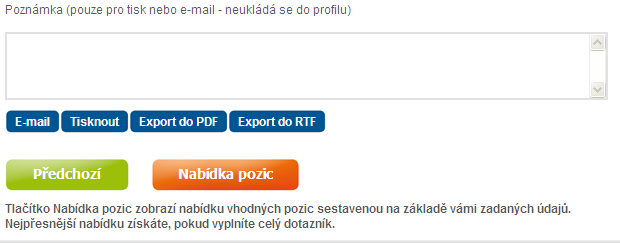 Poznámka (pouze pro tisk nebo e-mail - neukládá se do profilu)
E-mail Tisknout Export do PDF Export do RTF
Předchozí Nabídka pozic
Tlačítko Nabídka pozic zobrazí nabídku vhodných pozic sestavenou na základě vámi zadaných údajů.
Nejpřesnější nabídku získáte, pokud vyplníte celý dotazník.